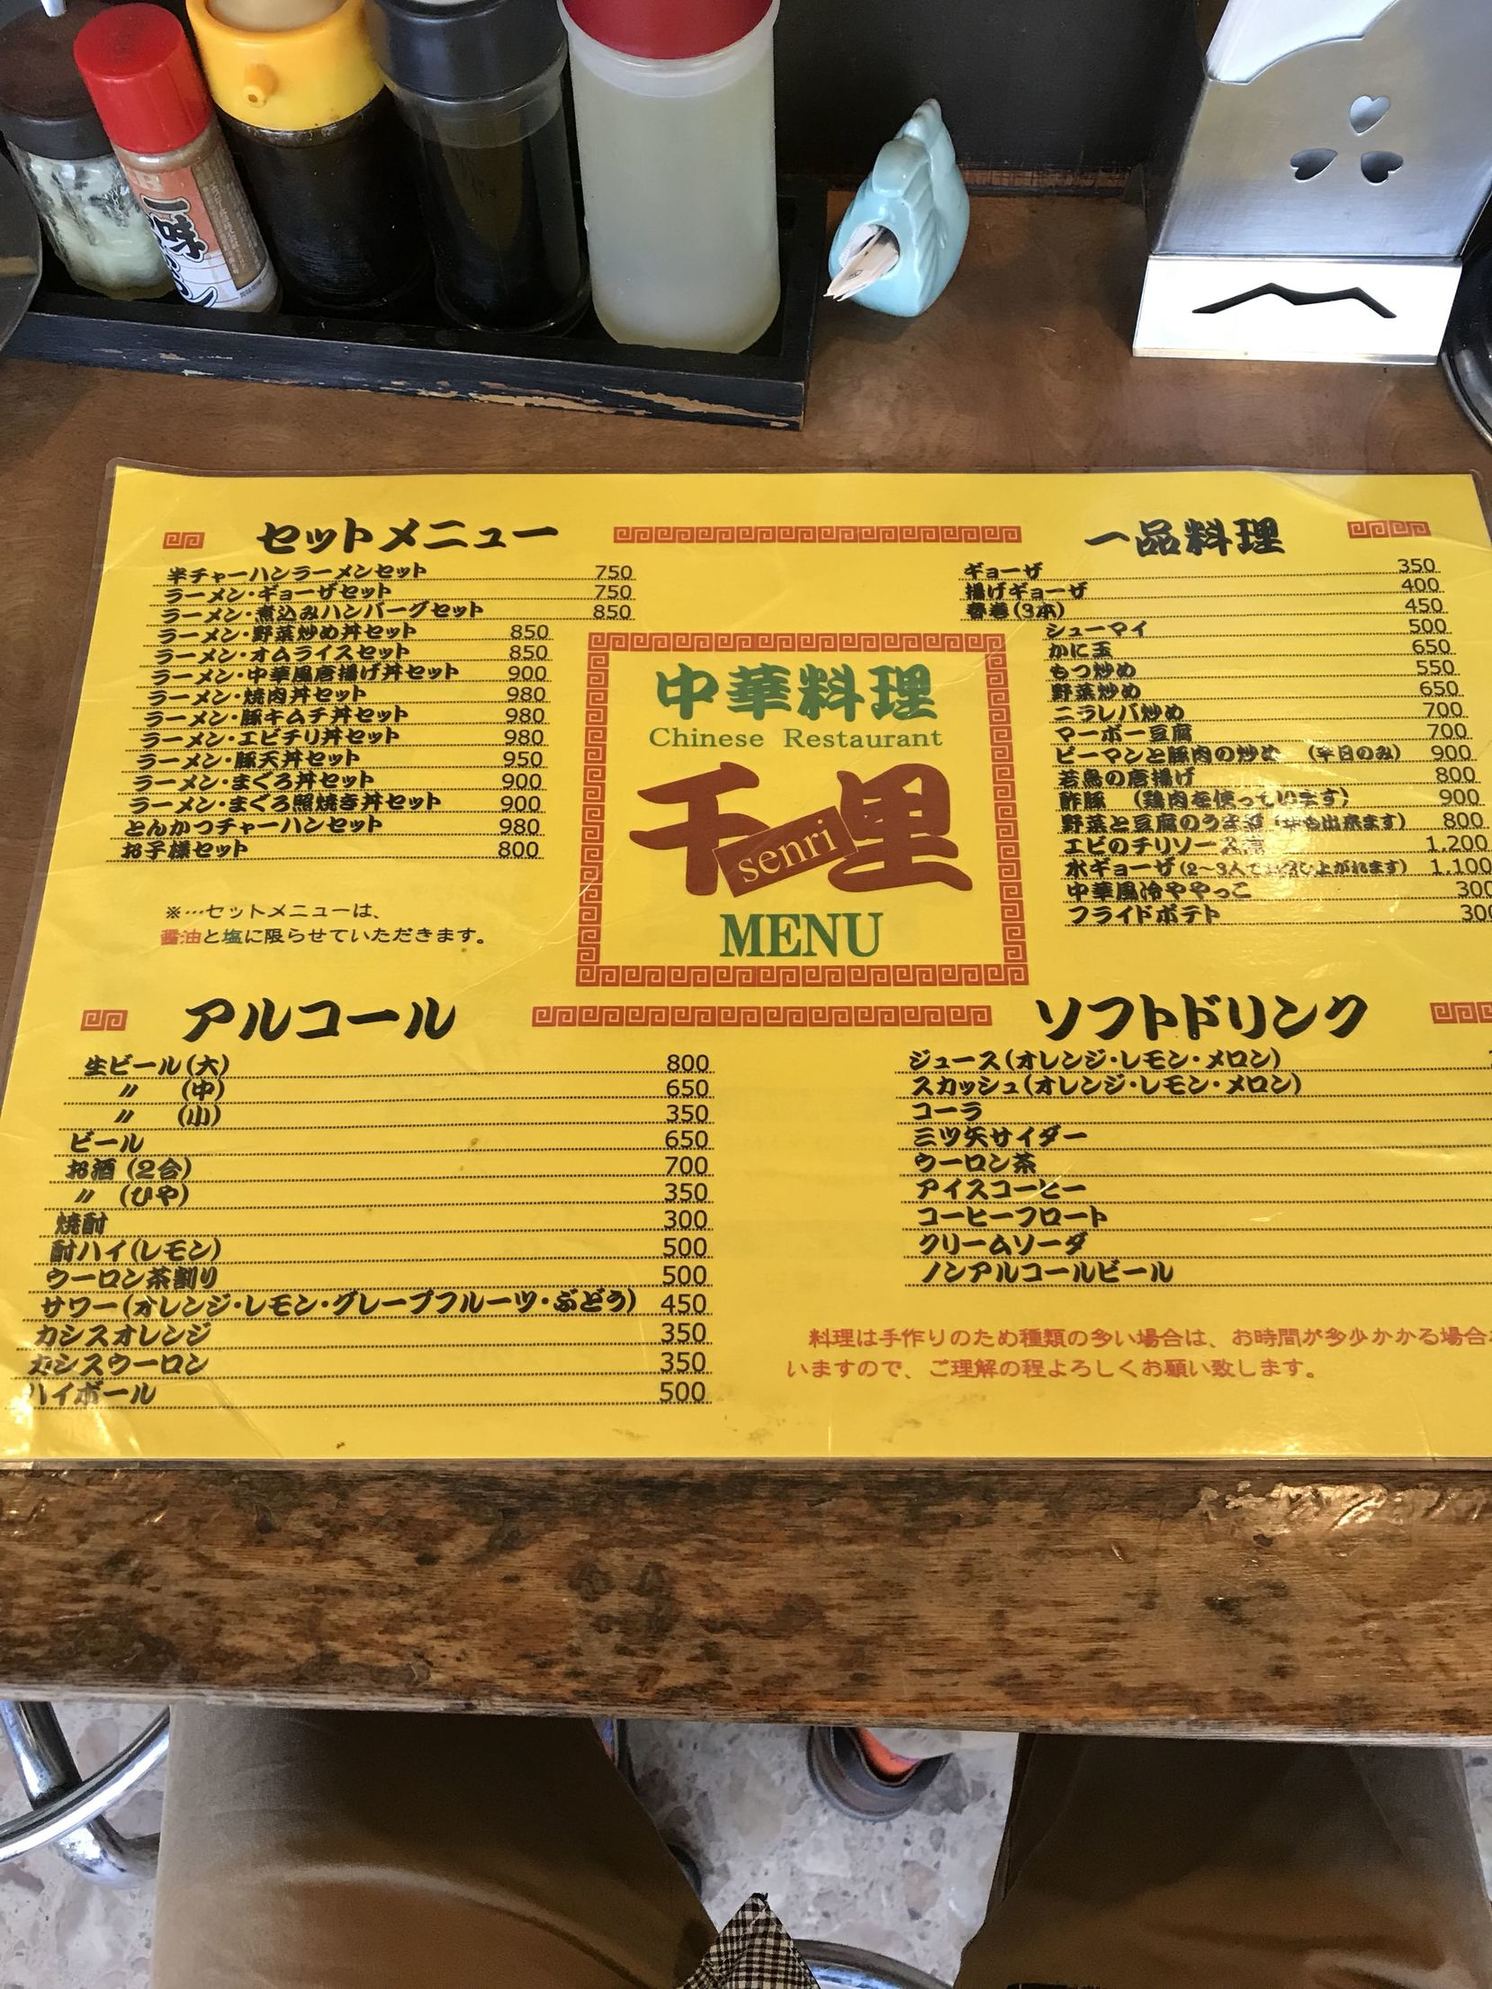 一味
セットメニュー
半チャーハンラーメンセット 750
ラーメン・ギョーザセット 750
ラーメン・煮込みハンバーグセット 850
ラーメン・野菜炒め丼セット 850
ラーメン・オムライスセット 850
ラーメン・中華風唐揚げ丼セット 900
ラーメン・焼肉丼セット 980
ラーメン・豚キムチ丼セット 980
ラーメン・エビチリ丼セット 980
ラーメン・豚天丼セット 950
ラーメン・まぐろ丼セット 900
ラーメン・まぐろ照焼き丼セット 900
とんかつチャーハンセット 980
お子様セット 800
※…セットメニューは、
醤油と塩に限らせていただきます。
中華料理
Chinese Restaurant
千里
senri
MENU
一品料理
ギョーザ 350
揚げギョーザ 400
春巻(3本) 450
シューマイ 500
かに玉 650
もつ炒め 550
野菜炒め 650
ニラレバ炒め 700
マーボー豆腐 700
ピーマンと豚肉の炒め (平日のみ) 900
若鳥の唐揚げ 800
酢豚 (鶏肉を使っています) 900
野菜と豆腐のうま煮 出来ます) 800
エビのチリソース 1,200
水ギョーザ(2〜3人で お召し上がれます) 1,100
中華風冷ややっこ 300
フライドポテト 300
アルコール
生ビール(大) 800
〃 (中) 650
〃 (小) 350
ビール 650
お酒(2合) 700
〃 (ひや) 350
焼酎 300
酎ハイ(レモン) 500
ウーロン茶割り 500
サワー(オレンジ・レモン・グレープフルーツ・ぶどう) 450
カシスオレンジ 350
カシスウーロン 350
ハイボール 500
ソフトドリンク
ジュース(オレンジ・レモン・メロン)
スカッシュ(オレンジ・レモン・メロン)
コーラ
三ツ矢サイダー
ウーロン茶
アイスコーヒー
コーヒーフロート
クリームソーダ
ノンアルコールビール
料理は手作りのため種類の多い場合は、お時間が多少かかる場合
いますので、ご理解の程よろしくお願い致します。